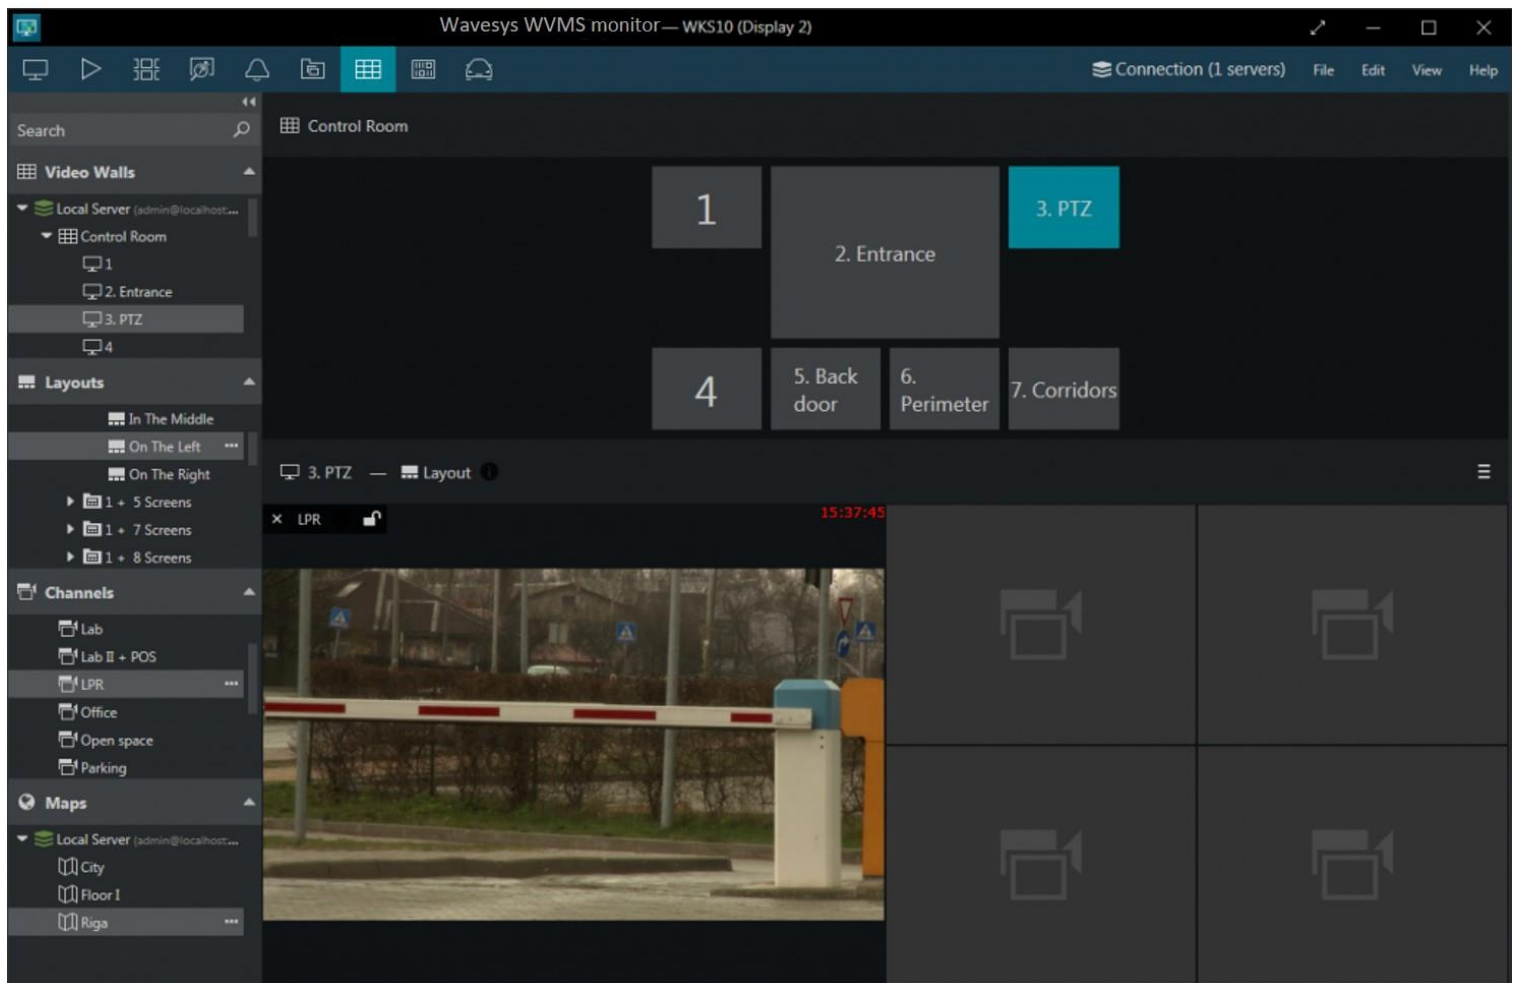 Wavesys WVMS monitor— WKS10 (Display 2)
Connection (1 servers) File Edit View Help
Search
Control Room
Video Walls
Local Server (admin@localhost:...
Control Room
1
2. Entrance
3. PTZ
4
1
2. Entrance
3. PTZ
4
5. Back
door
6.
Perimeter
7. Corridors
Layouts
In The Middle
On The Left
On The Right
1 + 5 Screens
1 + 7 Screens
1 + 8 Screens
3. PTZ — Layout
LPR
15:37:45
Channels
Lab
Lab II + POS
LPR
Office
Open space
Parking
Maps
Local Server (admin@localhost:...
City
Floor I
Riga